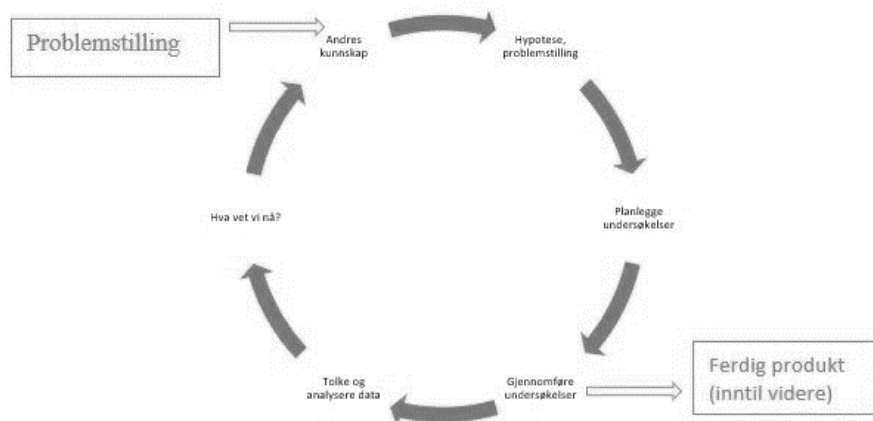 Problemstilling
Andres
kunnskap
Hypotese,
problemstilling
Planlegge
undersøkelser
Gjennomføre
undersøkelser
Ferdig produkt
(inntil videre)
Tolke og
analysere data
Hva vet vi nå?